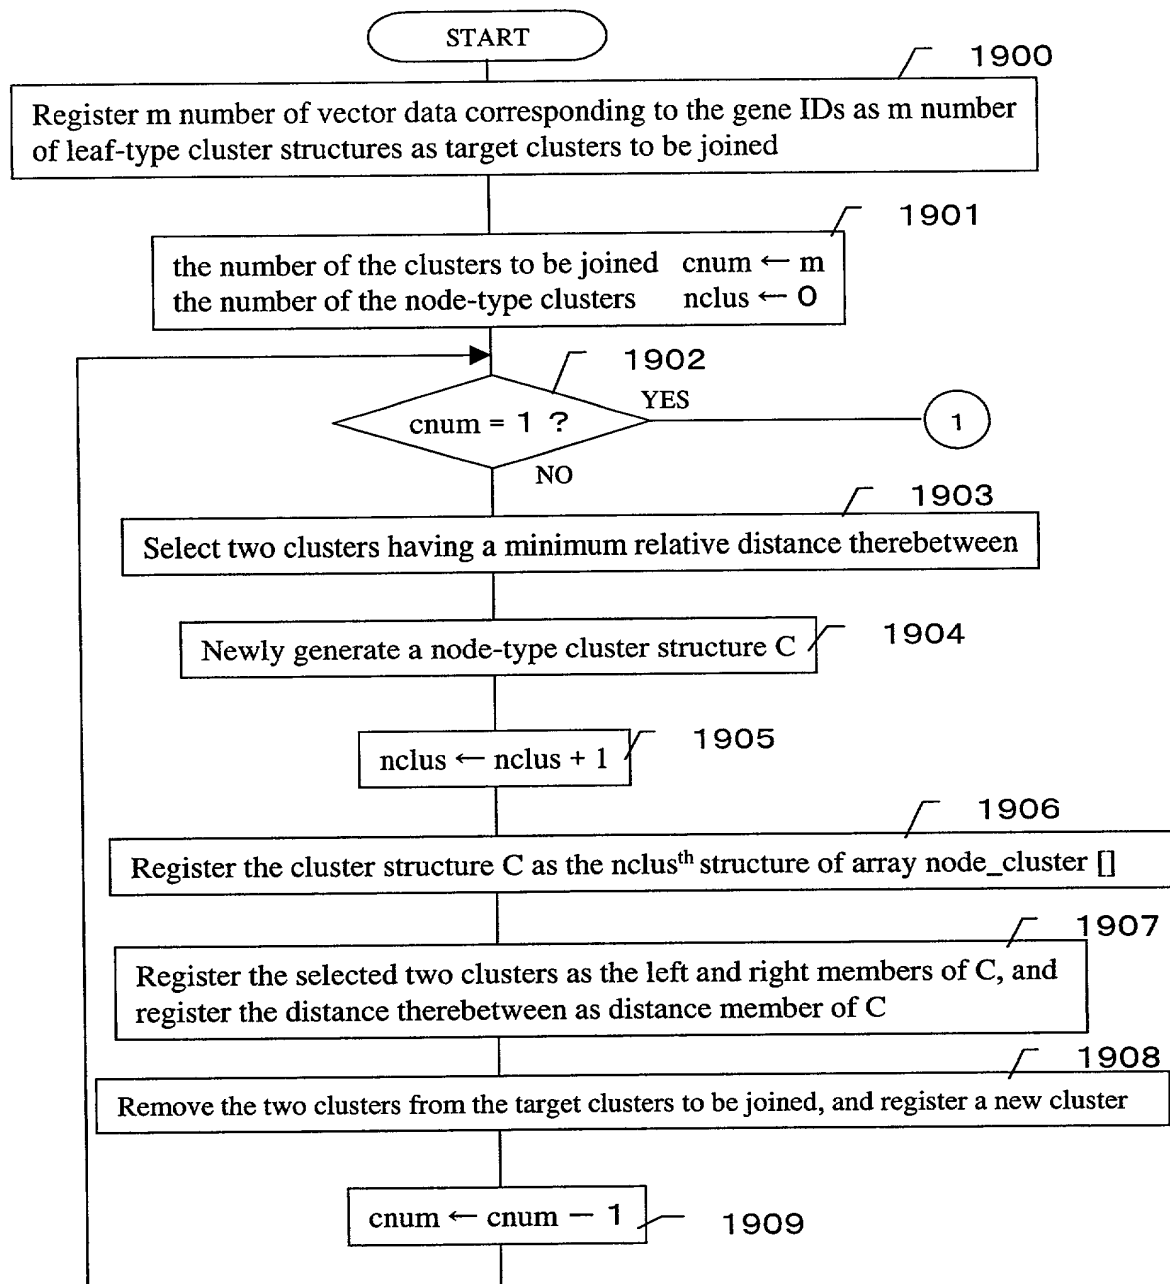 START
1900
Register m number of vector data corresponding to the gene IDs as m number
of leaf-type cluster structures as target clusters to be joined
1901
the number of the clusters to be joined cnum ← m
the number of the node-type clusters nclus ← 0
1902
YES
cnum = 1 ?
1
NO
1903
Select two clusters having a minimum relative distance therebetween
1904
Newly generate a node-type cluster structure C
1905
nclus ← nclus + 1
1906
Register the cluster structure C as the nclusth structure of array node_cluster []
1907
Register the selected two clusters as the left and right members of C, and
register the distance therebetween as distance member of C
1908
Remove the two clusters from the target clusters to be joined, and register a new cluster
cnum ← cnum − 1
1909